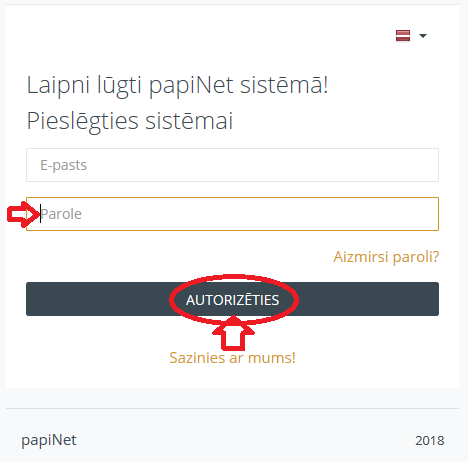 Laipni lūgti papiNet sistēmā!
Pieslēgties sistēmai
E-pasts
Parole
Aizmirsi paroli?
AUTORIZĒTIES
Sazinies ar mums!
papiNet 2018